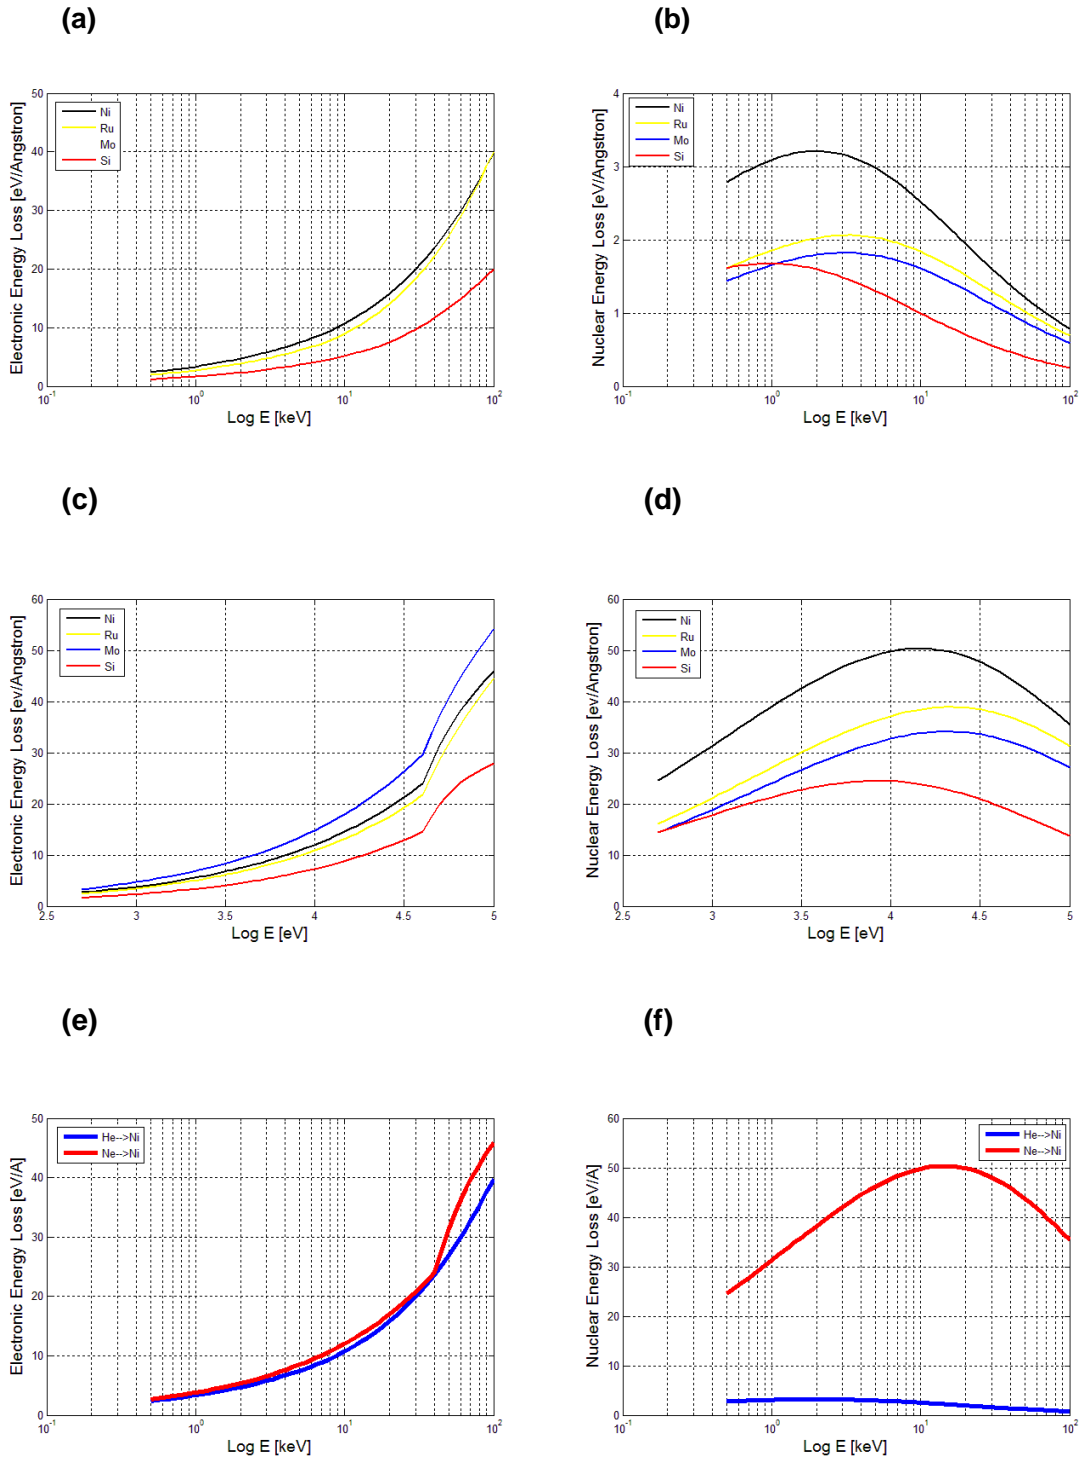 (a)
(b)
Electronic Energy Loss [eV/Angstron]
50
40
30
20
10
0
Ni
Ru
Mo
Si
10^-1
10^0
10^1
10^2
Log E [keV]
Nuclear Energy Loss [eV/Angstron]
4
3
2
1
0
Ni
Ru
Mo
Si
10^-1
10^0
10^1
10^2
Log E [keV]
(c)
(d)
Electronic Energy Loss [ev/Angstron]
60
50
40
30
20
10
0
Ni
Ru
Mo
Si
2.5
3
3.5
4
4.5
5
Log E [eV]
Nuclear Energy Loss [ev/Angstron]
60
50
40
30
20
10
0
Ni
Ru
Mo
Si
2.5
3
3.5
4
4.5
5
Log E [eV]
(e)
(f)
Electronic Energy Loss [eV/A]
50
40
30
20
10
0
He-->Ni
Ne-->Ni
10^-1
10^0
10^1
10^2
Log E [keV]
Nuclear Energy Loss [eV/A]
60
50
40
30
20
10
0
He-->Ni
Ne-->Ni
10^-1
10^0
10^1
10^2
Log E [keV]